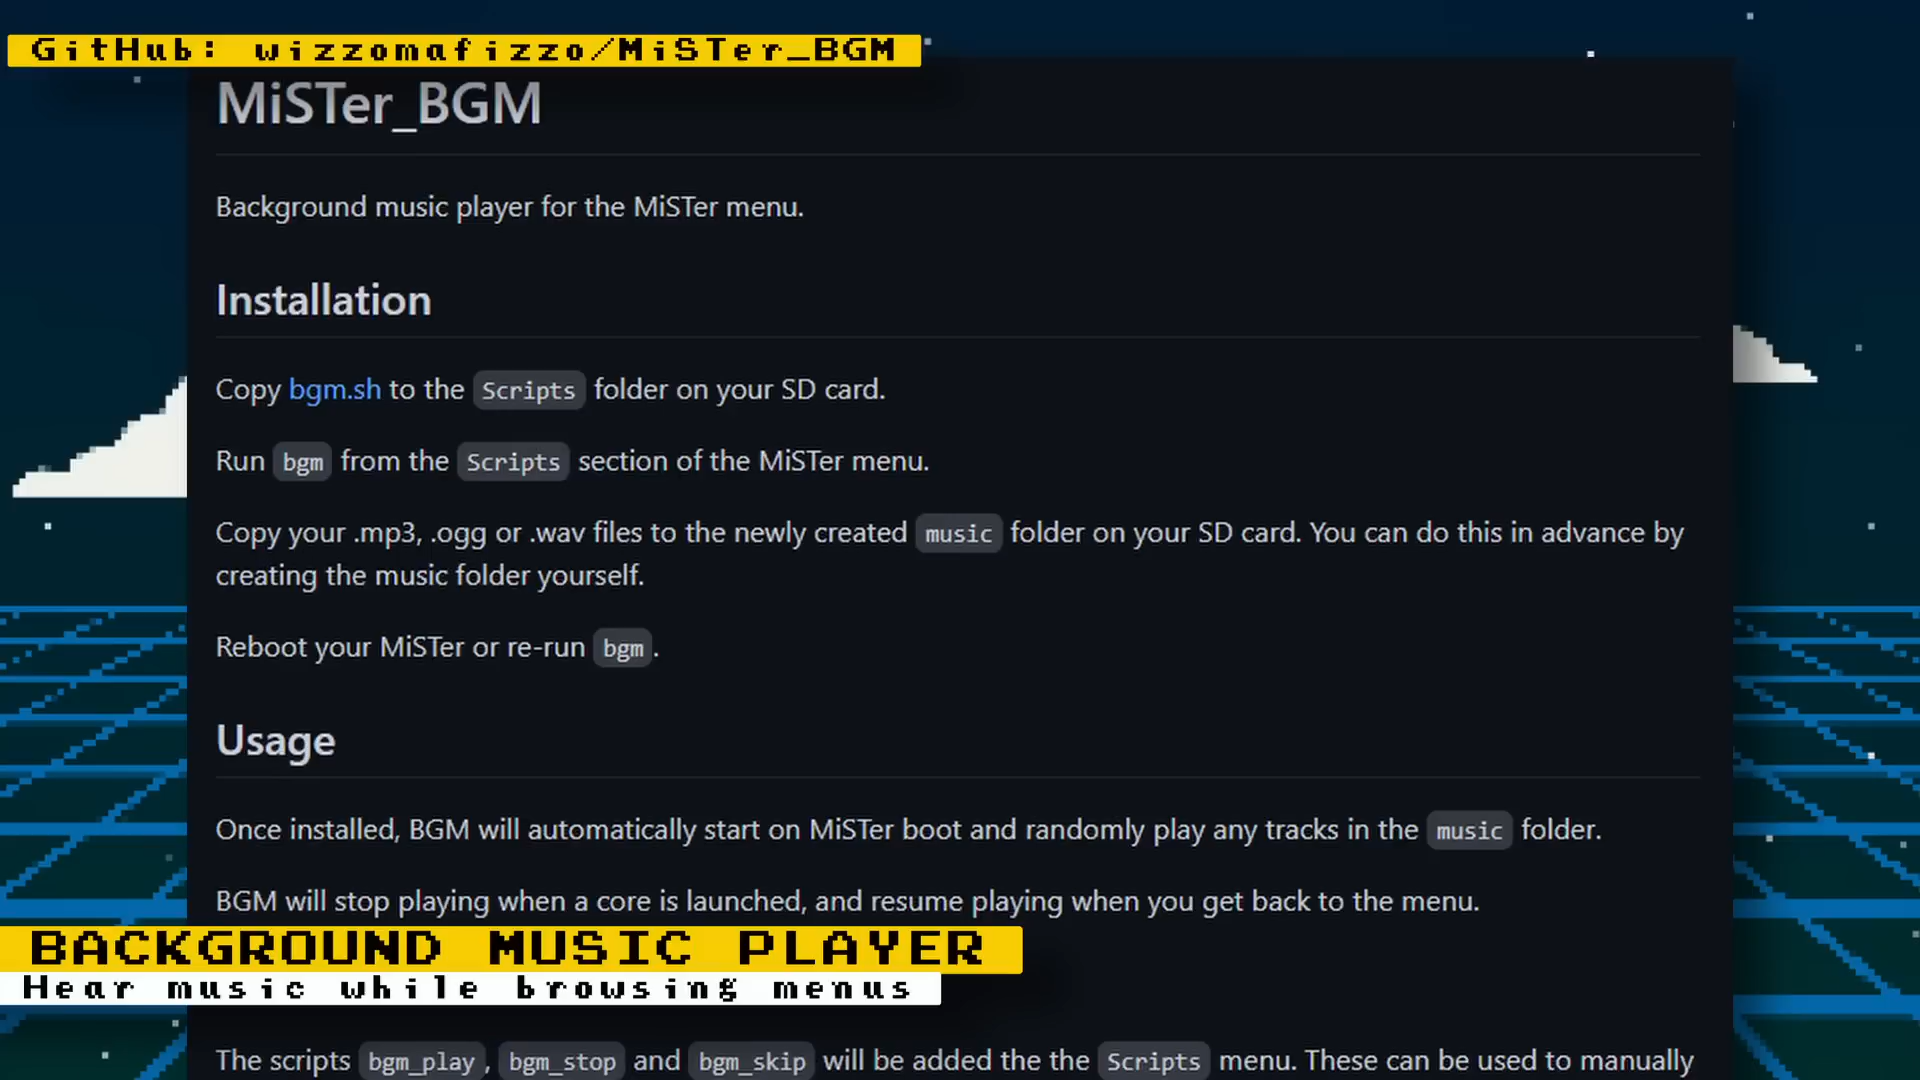 GitHub: wizzomafizzo/MiSTer_BGM
MiSTer_BGM
Background music player for the MiSTer menu.
Installation
Copy bgm.sh to the Scripts folder on your SD card.
Run bgm from the Scripts section of the MiSTer menu.
Copy your .mp3, .ogg or .wav files to the newly created music folder on your SD card. You can do this in advance by
creating the music folder yourself.
Reboot your MiSTer or re-run bgm.
Usage
Once installed, BGM will automatically start on MiSTer boot and randomly play any tracks in the music folder.
BGM will stop playing when a core is launched, and resume playing when you get back to the menu.
BACKGROUND MUSIC PLAYER
Hear music while browsing menus
The scripts bgm_play, bgm_stop and bgm_skip will be added the the Scripts menu. These can be used to manually